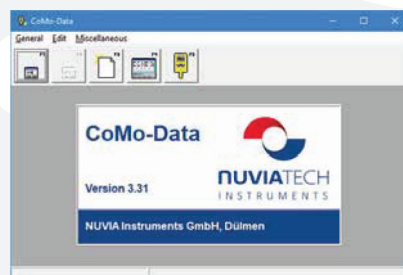 CoMo-Data
General Edit Miscellaneous
CoMo-Data
NUVIATECH
INSTRUMENTS
Version 3.31
NUVIA Instruments GmbH, Dülmen